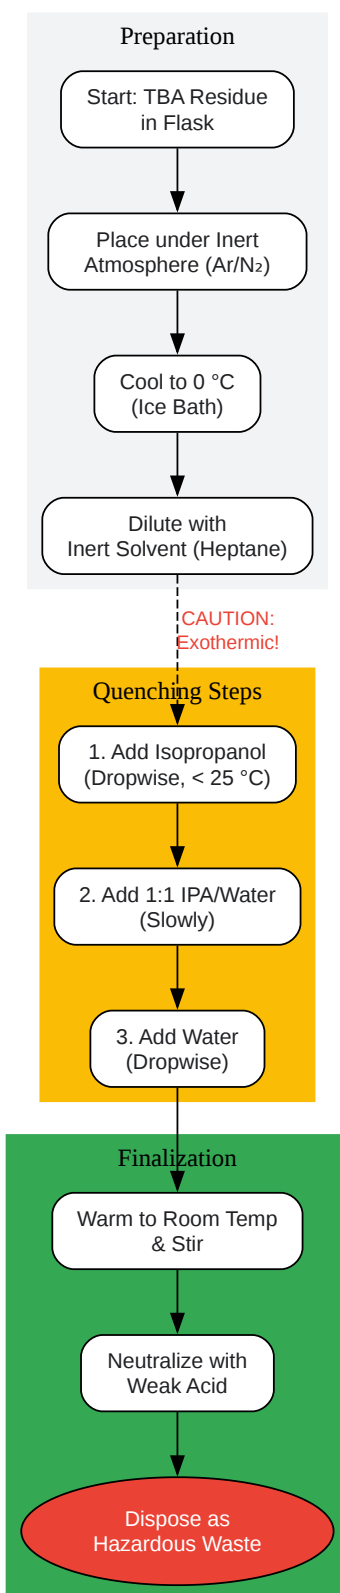 Preparation
Start: TBA Residue
in Flask
Place under Inert
Atmosphere (Ar/N₂)
Cool to 0 °C
(Ice Bath)
Dilute with
Inert Solvent (Heptane)
CAUTION:
Exothermic!
Quenching Steps
1. Add Isopropanol
(Dropwise, < 25 °C)
2. Add 1:1 IPA/Water
(Slowly)
3. Add Water
(Dropwise)
Finalization
Warm to Room Temp
& Stir
Neutralize with
Weak Acid
Dispose as
Hazardous Waste